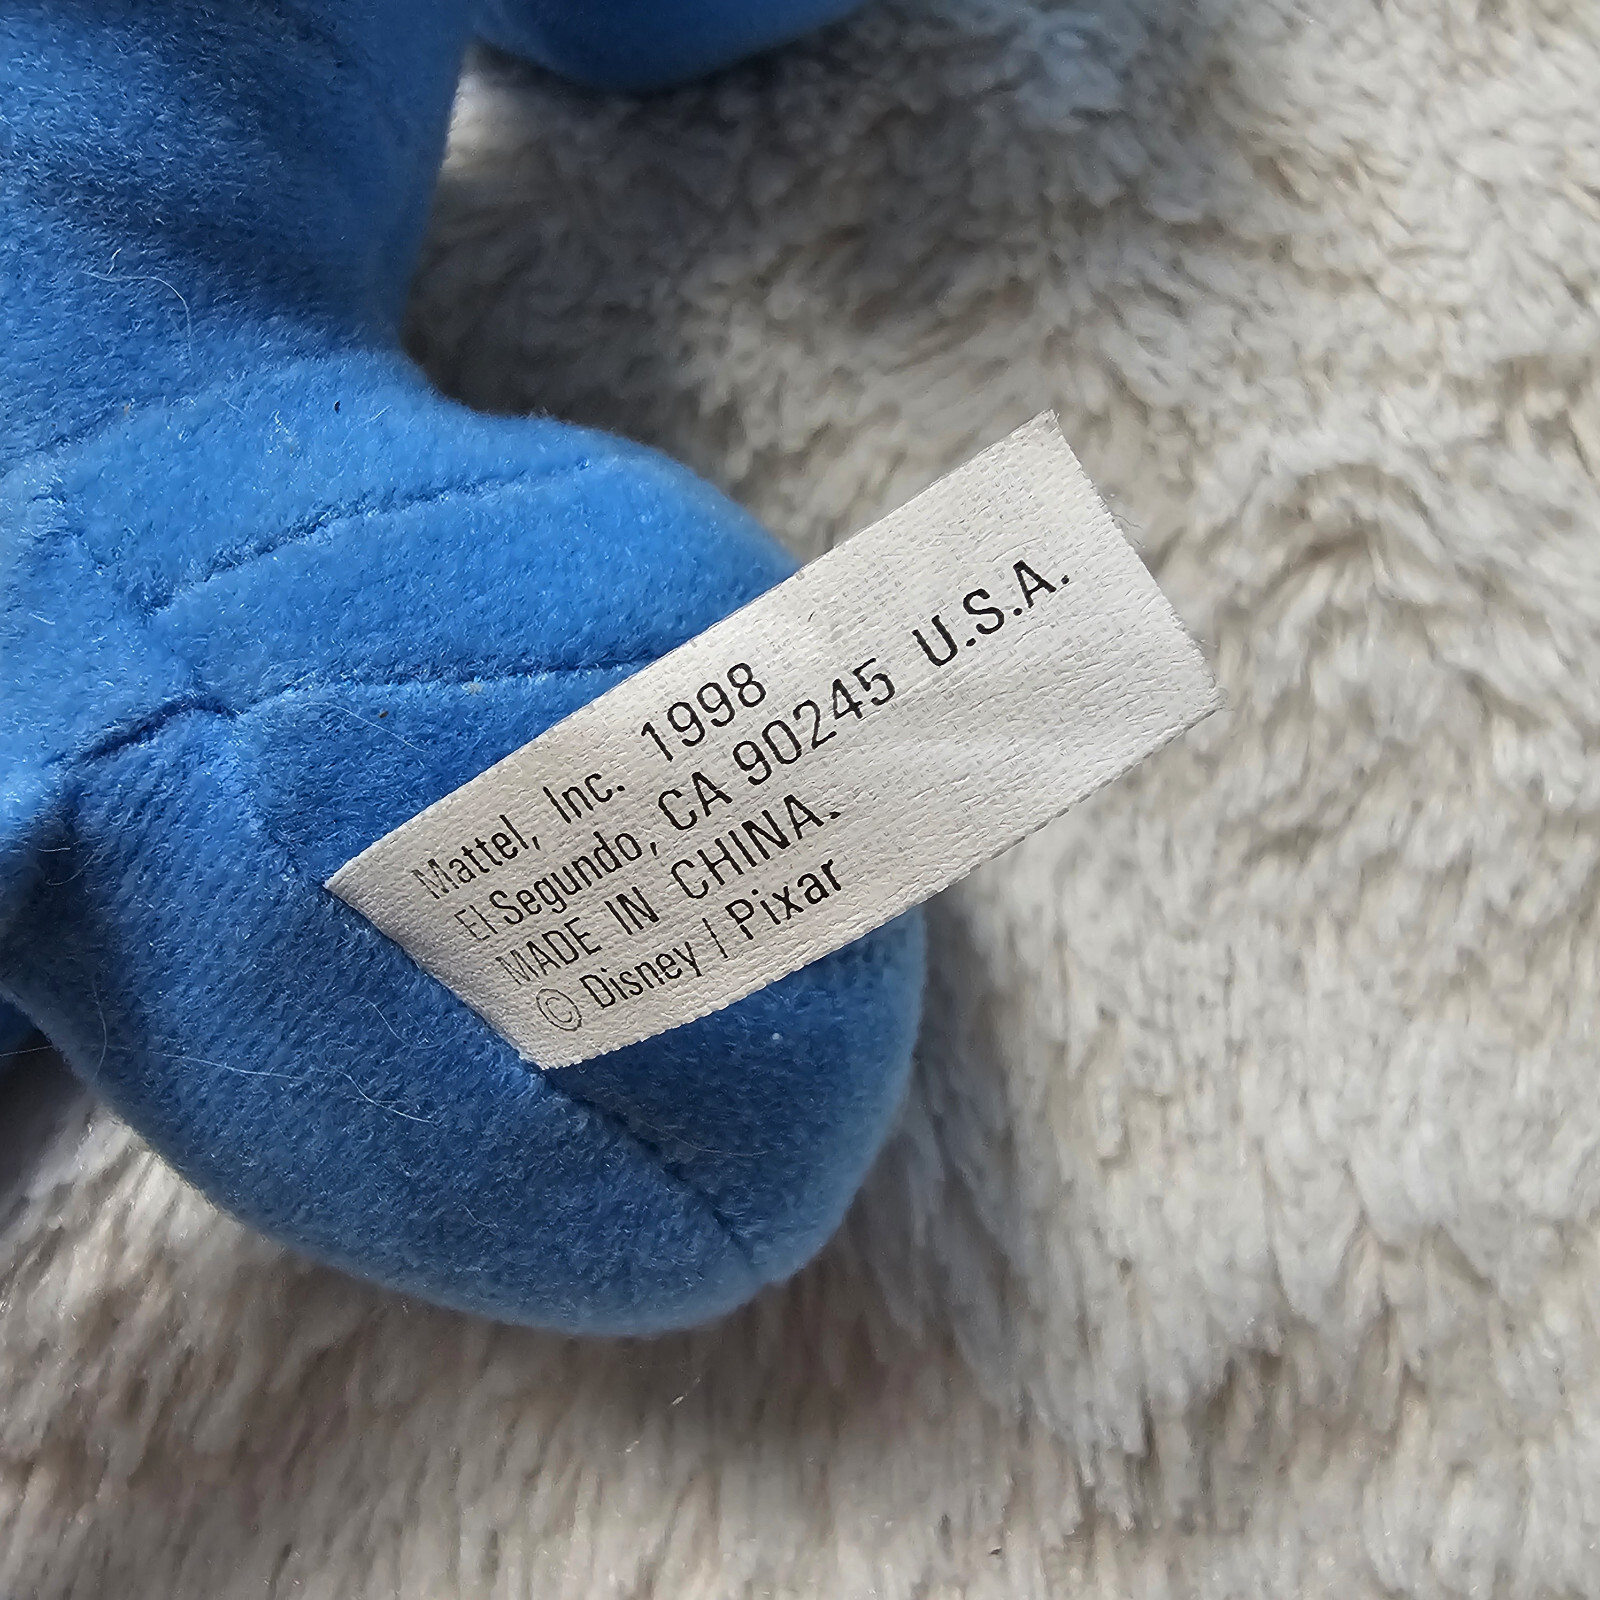 Mattel, Inc. 1998
El Segundo, CA 90245 U.S.A.
MADE IN CHINA.
© Disney / Pixar